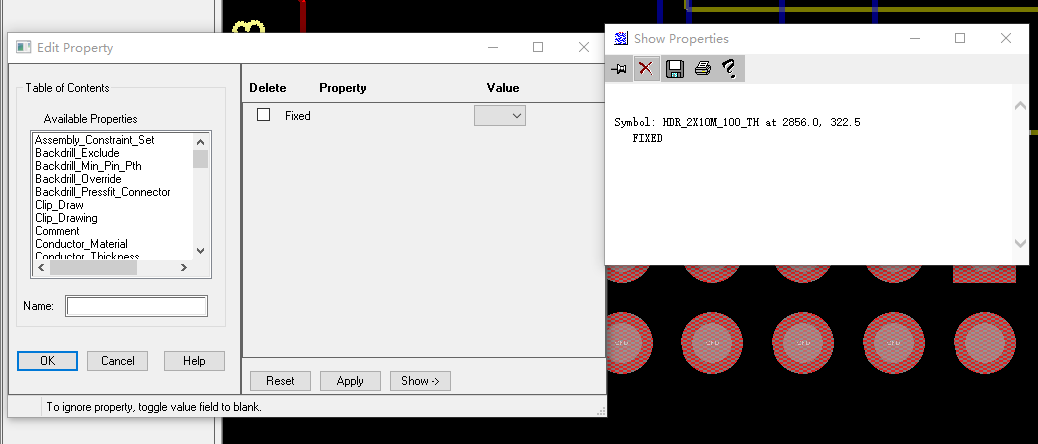 Edit Property
Table of Contents
Available Properties
Assembly_Constraint_Set
Backdrill_Exclude
Backdrill_Min_Pin_Pth
Backdrill_Override
Backdrill_Pressfit_Connector
Clip_Draw
Clip_Drawing
Comment
Conductor_Material
Conductor_Thickness
Name:
OK Cancel Help
Delete Property Value
Fixed
Reset Apply Show ->
To ignore property, toggle value field to blank.
Show Properties
Symbol: HDR_2X10M_100_TH at 2856.0, 322.5
FIXED